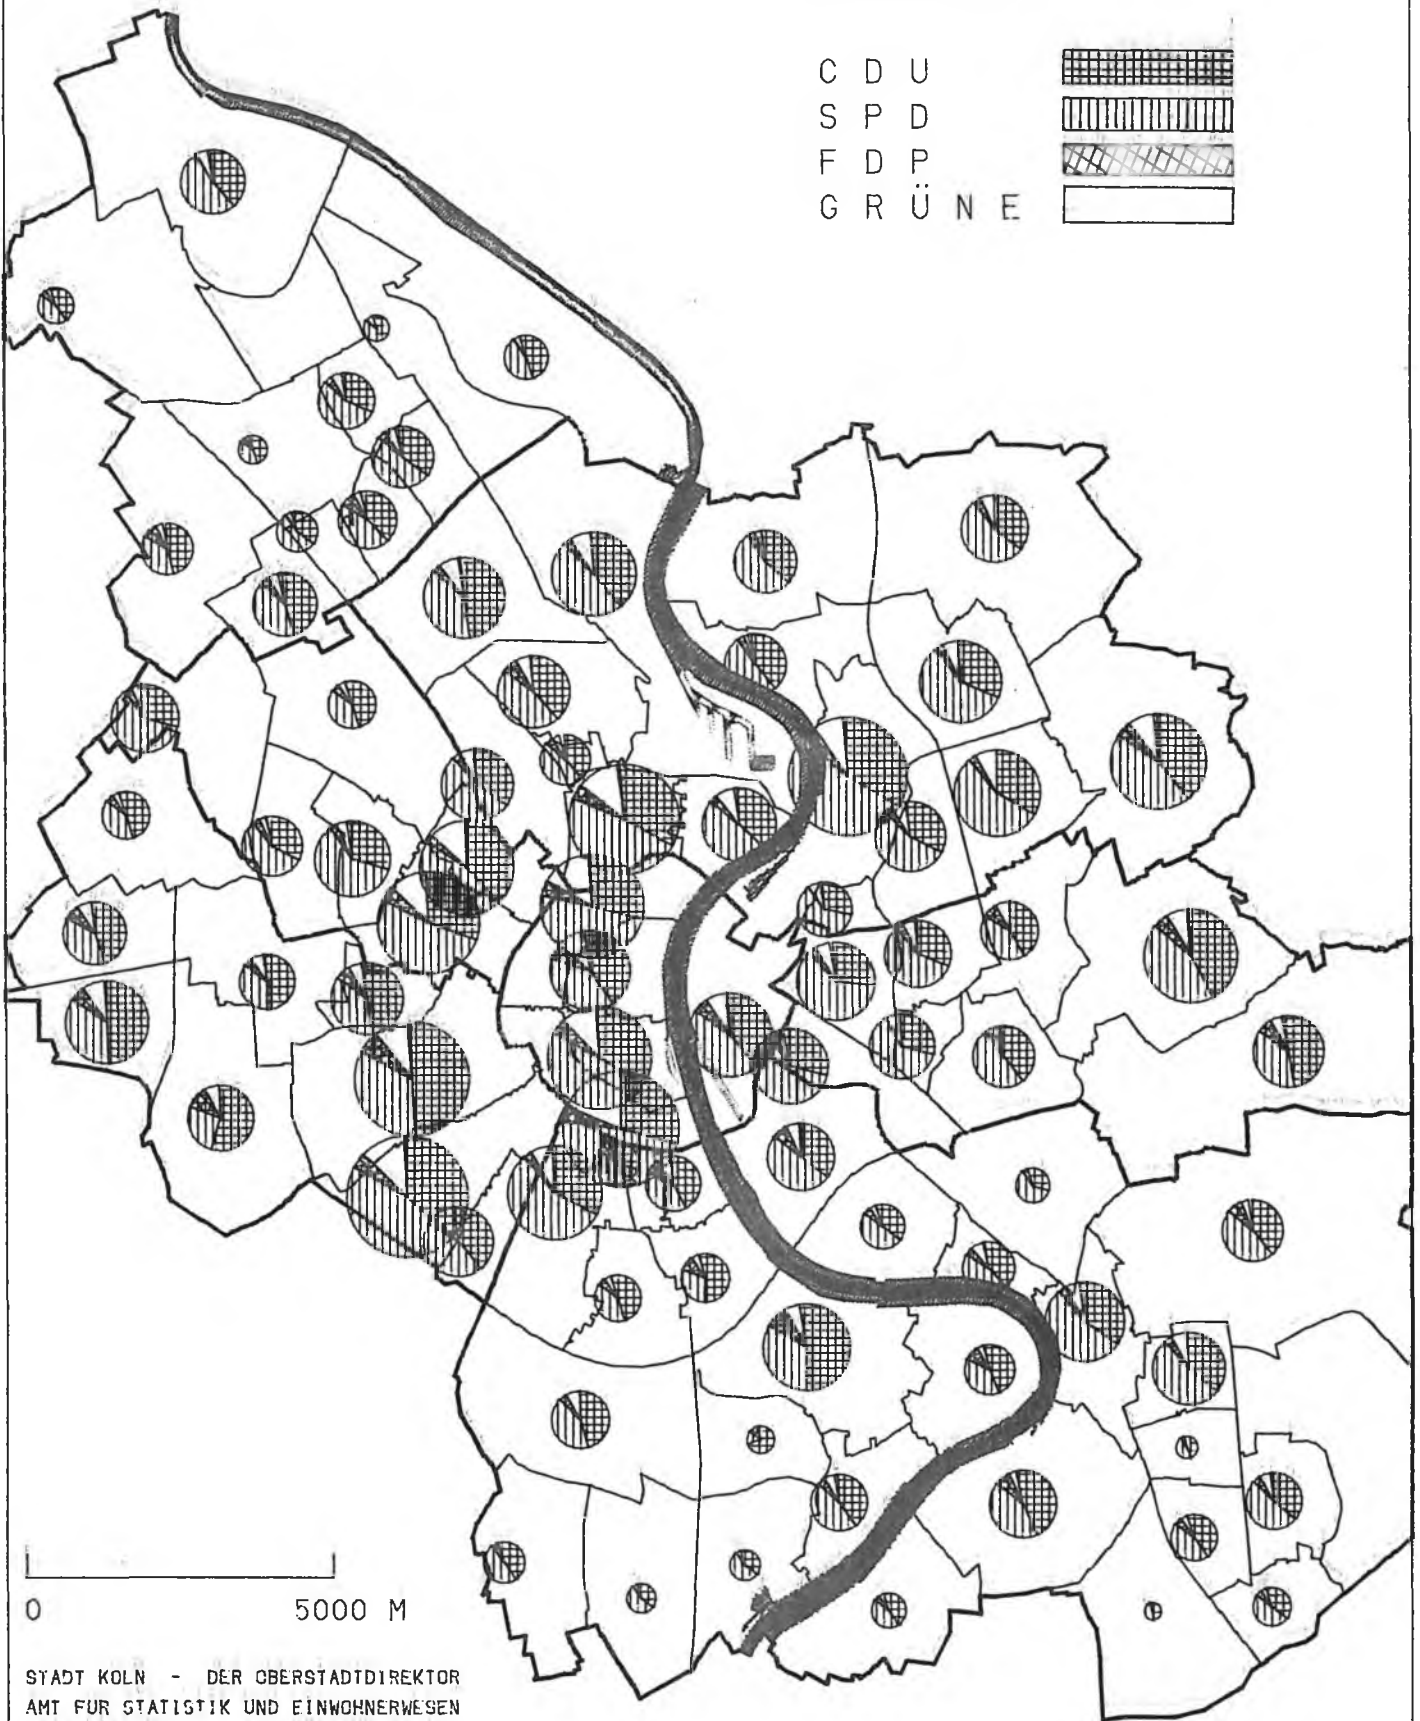 C D U
S P D
F D P
G R Ü N E
0 5000 M
STADT KOLN - DER OBERSTADTDIREKTOR
AMT FUR STATISTIK UND EINWOHNERWESEN